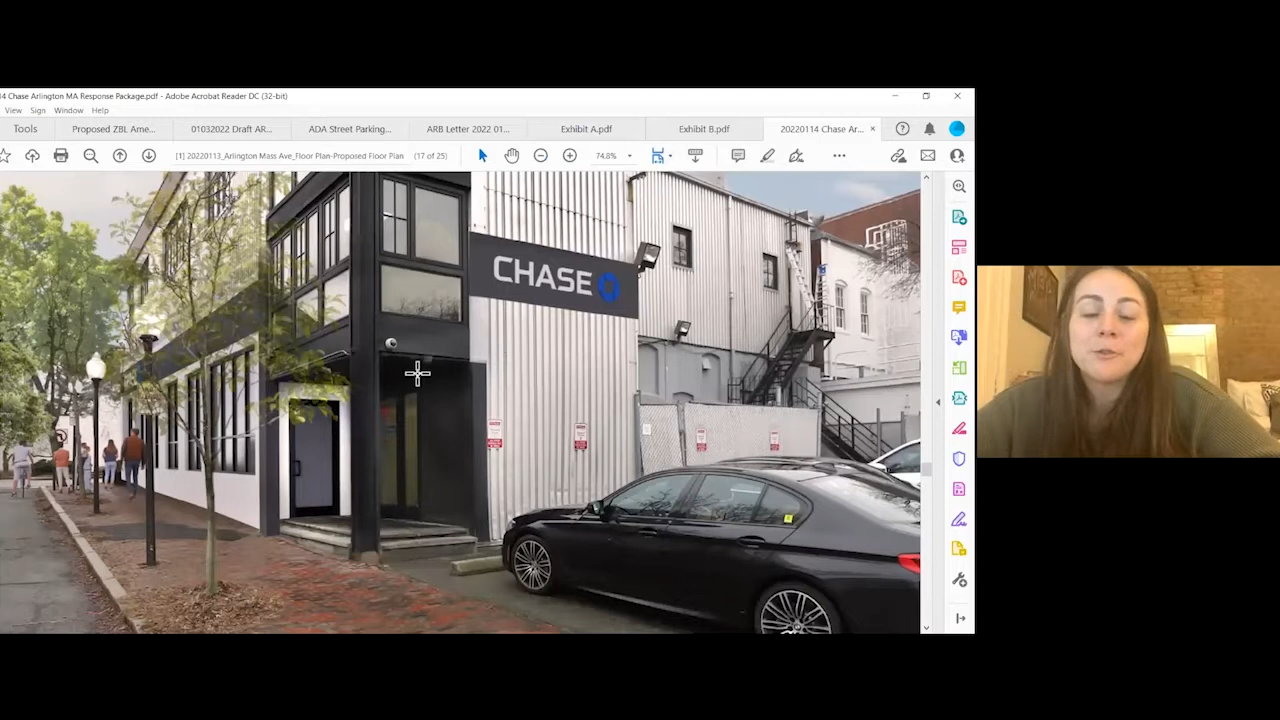 14 Chase Arlington MA Response Package.pdf - Adobe Acrobat Reader DC (32-bit)
View Sign Window Help
Tools Proposed ZBL Ame... 01032022 Draft AR... ADA Street Parking... ARB Letter 2022 01... Exhibit A.pdf Exhibit B.pdf 20220114 Chase Ar... ×
[1] 20220113_Arlington Mass Ave_Floor Plan-Proposed Floor Plan (17 of 25) 74.8%
CHASE